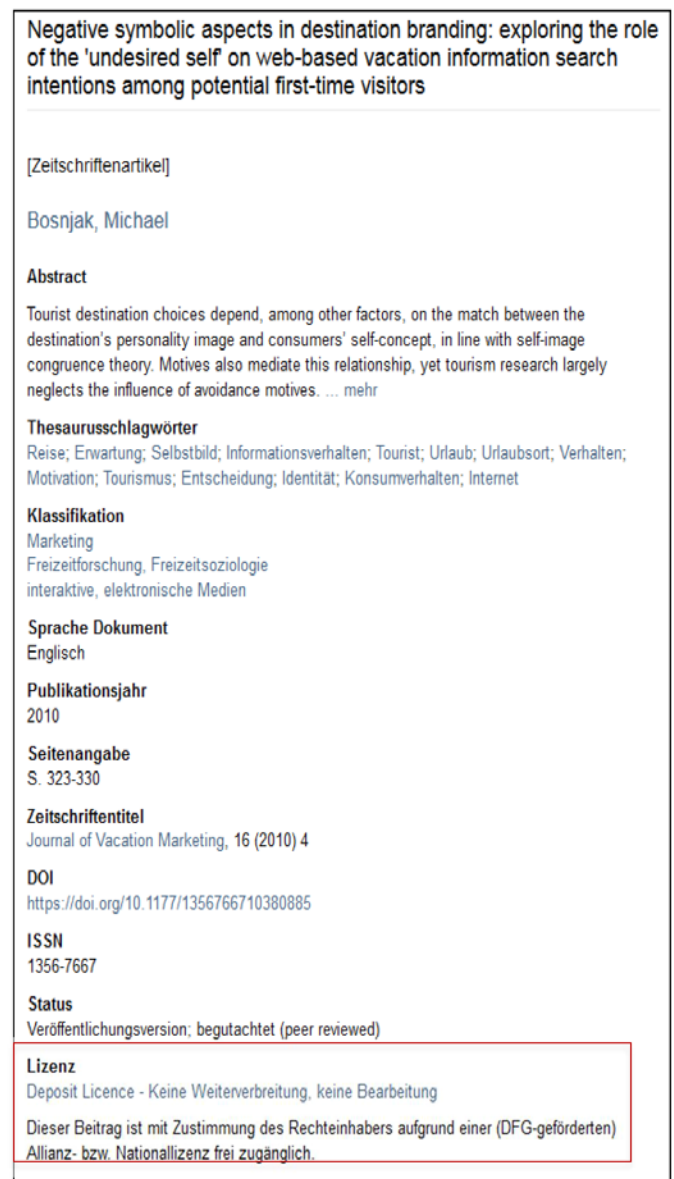 Negative symbolic aspects in destination branding: exploring the role
of the 'undesired self' on web-based vacation information search
intentions among potential first-time visitors
[Zeitschriftenartikel]
Bosnjak, Michael
Abstract
Tourist destination choices depend, among other factors, on the match between the
destination's personality image and consumers' self-concept, in line with self-image
congruence theory. Motives also mediate this relationship, yet tourism research largely
neglects the influence of avoidance motives. ... mehr
Thesaurusschlagwörter
Reise; Erwartung; Selbstbild; Informationsverhalten; Tourist; Urlaub; Urlaubsort; Verhalten;
Motivation; Tourismus; Entscheidung; Identität; Konsumverhalten; Internet
Klassifikation
Marketing
Freizeitforschung, Freizeitsoziologie
interaktive, elektronische Medien
Sprache Dokument
Englisch
Publikationsjahr
2010
Seitenangabe
S. 323-330
Zeitschriftentitel
Journal of Vacation Marketing, 16 (2010) 4
DOI
https://doi.org/10.1177/1356766710380885
ISSN
1356-7667
Status
Veröffentlichungsversion; begutachtet (peer reviewed)
Lizenz
Deposit Licence - Keine Weiterverbreitung, keine Bearbeitung
Dieser Beitrag ist mit Zustimmung des Rechteinhabers aufgrund einer (DFG-geförderten)
Allianz- bzw. Nationallizenz frei zugänglich.